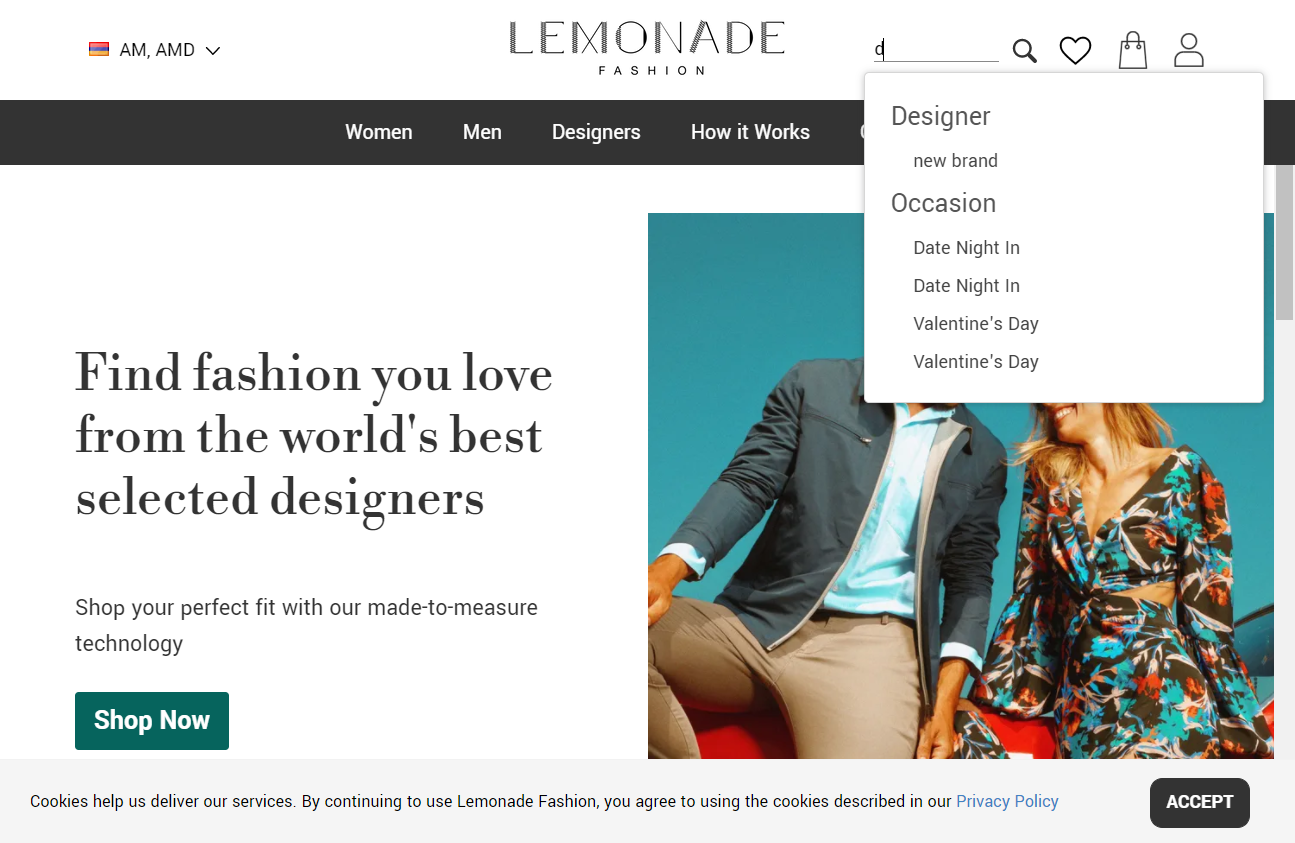 AM, AMD
LEMONADE
FASHION
d
Women Men Designers How it Works
Designer
new brand
Occasion
Date Night In
Date Night In
Valentine's Day
Valentine's Day
Find fashion you love
from the world's best
selected designers
Shop your perfect fit with our made-to-measure
technology
Shop Now
Cookies help us deliver our services. By continuing to use Lemonade Fashion, you agree to using the cookies described in our Privacy Policy
ACCEPT